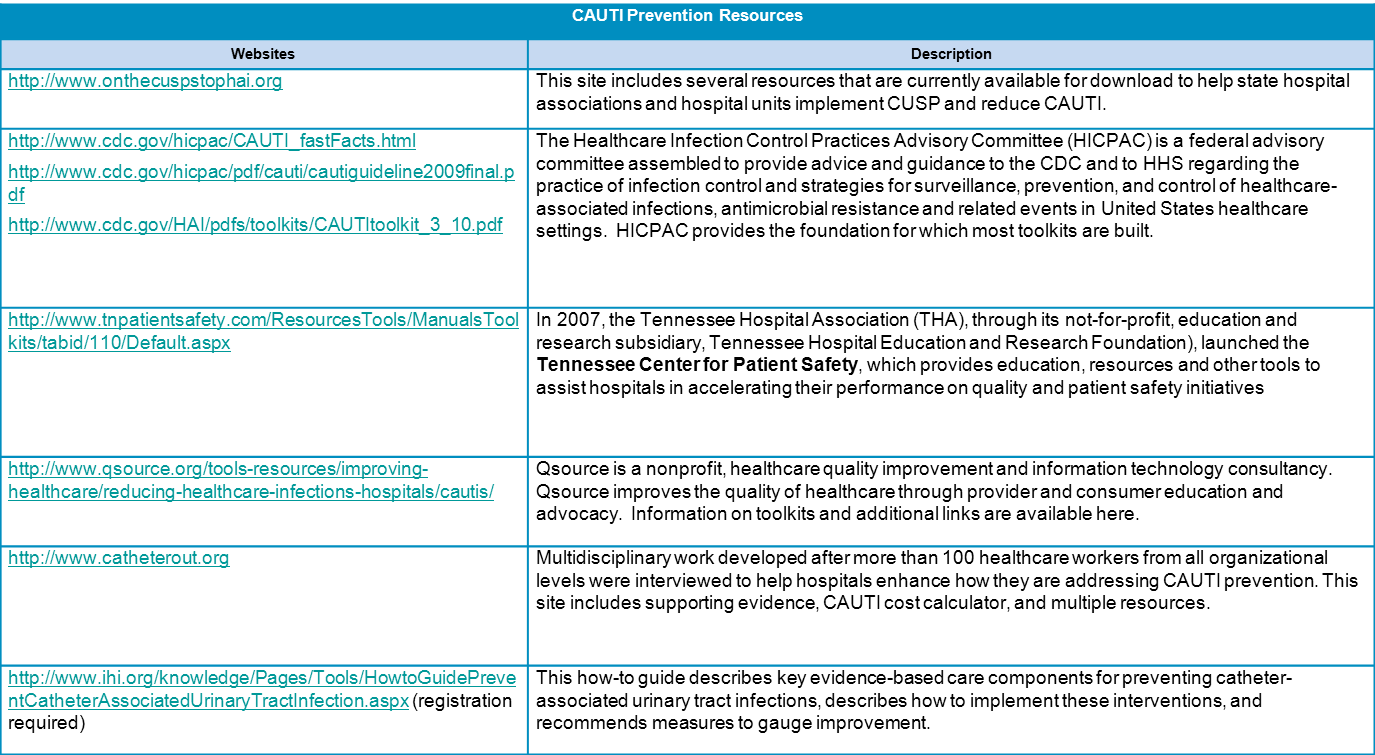 CAUTI Prevention Resources
Websites
Description
http://www.onthecuspstophai.org
This site includes several resources that are currently available for download to help state hospital
associations and hospital units implement CUSP and reduce CAUTI.
http://www.cdc.gov/hicpac/CAUTI_fastFacts.html
http://www.cdc.gov/hicpac/pdf/cauti/cautiguideline2009final.p
df
http://www.cdc.gov/HAI/pdfs/toolkits/CAUTItoolkit_3_10.pdf
The Healthcare Infection Control Practices Advisory Committee (HICPAC) is a federal advisory
committee assembled to provide advice and guidance to the CDC and to HHS regarding the
practice of infection control and strategies for surveillance, prevention, and control of healthcare-
associated infections, antimicrobial resistance and related events in United States healthcare
settings.  HICPAC provides the foundation for which most toolkits are built.
http://www.tnpatientsafety.com/ResourcesTools/ManualsTool
kits/tabid/110/Default.aspx
In 2007, the Tennessee Hospital Association (THA), through its not-for-profit, education and
research subsidiary, Tennessee Hospital Education and Research Foundation), launched the
Tennessee Center for Patient Safety, which provides education, resources and other tools to
assist hospitals in accelerating their performance on quality and patient safety initiatives
http://www.qsource.org/tools-resources/improving-
healthcare/reducing-healthcare-infections-hospitals/cautis/
Qsource is a nonprofit, healthcare quality improvement and information technology consultancy.
Qsource improves the quality of healthcare through provider and consumer education and
advocacy.  Information on toolkits and additional links are available here.
http://www.catheterout.org
Multidisciplinary work developed after more than 100 healthcare workers from all organizational
levels were interviewed to help hospitals enhance how they are addressing CAUTI prevention. This
site includes supporting evidence, CAUTI cost calculator, and multiple resources.
http://www.ihi.org/knowledge/Pages/Tools/HowtoGuidePreve
ntCatheterAssociatedUrinaryTractInfection.aspx (registration
required)
This how-to guide describes key evidence-based care components for preventing catheter-
associated urinary tract infections, describes how to implement these interventions, and
recommends measures to gauge improvement.